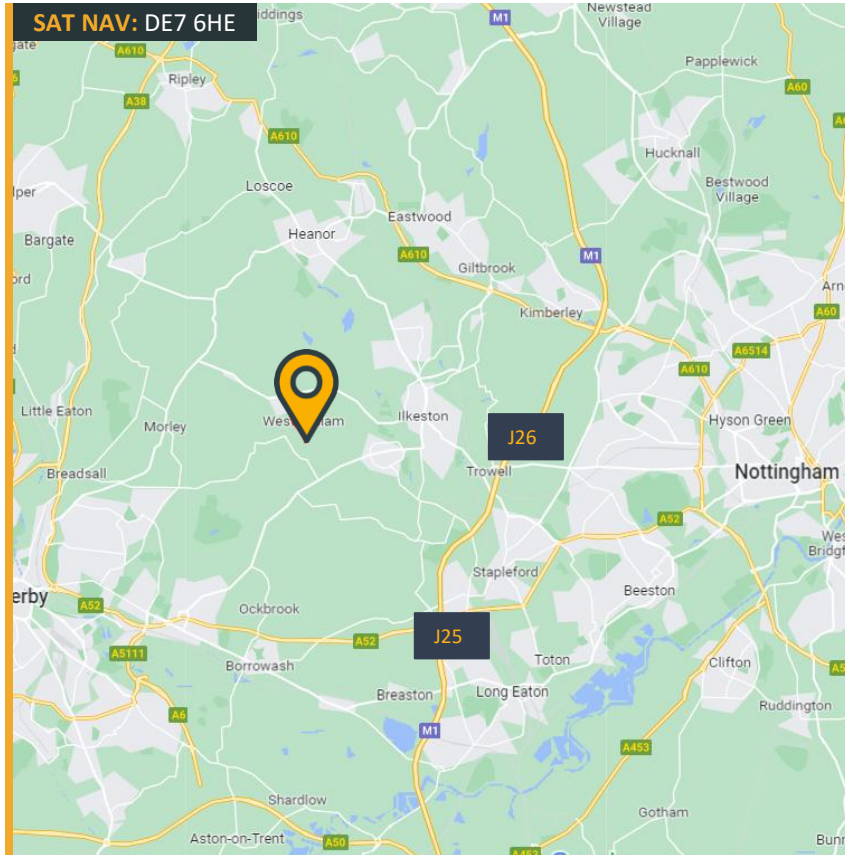 SAT NAV: DE7 6HE
Newstead
Village
M1
A610
Ripley
Papplewick
A60
A38
A610
Hucknall
Loscoe
Bestwood
Village
Eastwood
Heanor
Bargate
A610
M1
Giltbrook
Kimberley
A60
A6514
A610
Little Eaton
Ilkeston
Morley
Hyson Green
J26
Trowell
Nottingham
Breadsall
A52
Stapleford
Beeston
A52
Ockbrook
J25
A52
A5111
Borrowash
Toton
Clifton
Breaston
Long Eaton
A6
Ruddington
M1
A453
Shardlow
Gotham
Aston-on-Trent
A50
A453